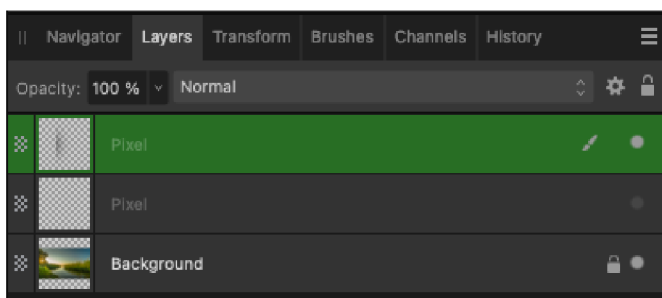 Navigator Layers Transform Brushes Channels History
Opacity: 100 % Normal
Pixel
Pixel
Background